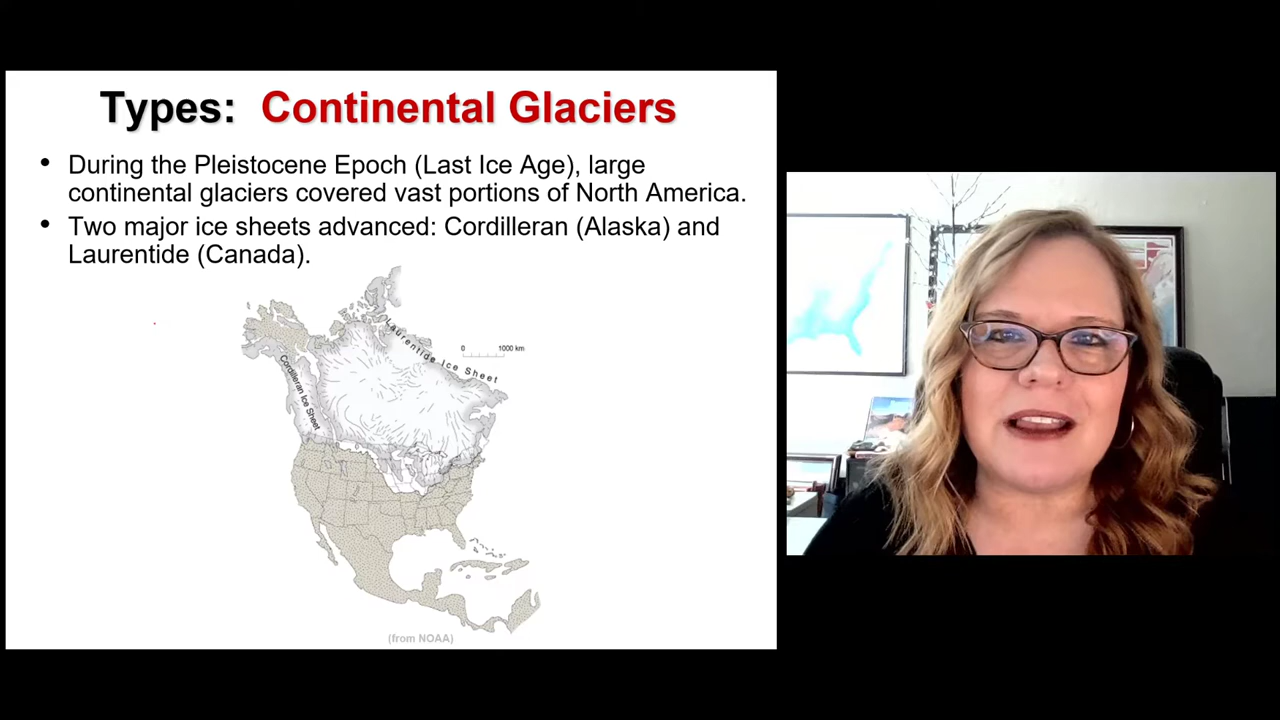 Types: Continental Glaciers
• During the Pleistocene Epoch (Last Ice Age), large
continental glaciers covered vast portions of North America.
• Two major ice sheets advanced: Cordilleran (Alaska) and
Laurentide (Canada).
Laurentide Ice Sheet
0 1000 km
Cordilleran Ice Sheet
(from NOAA)